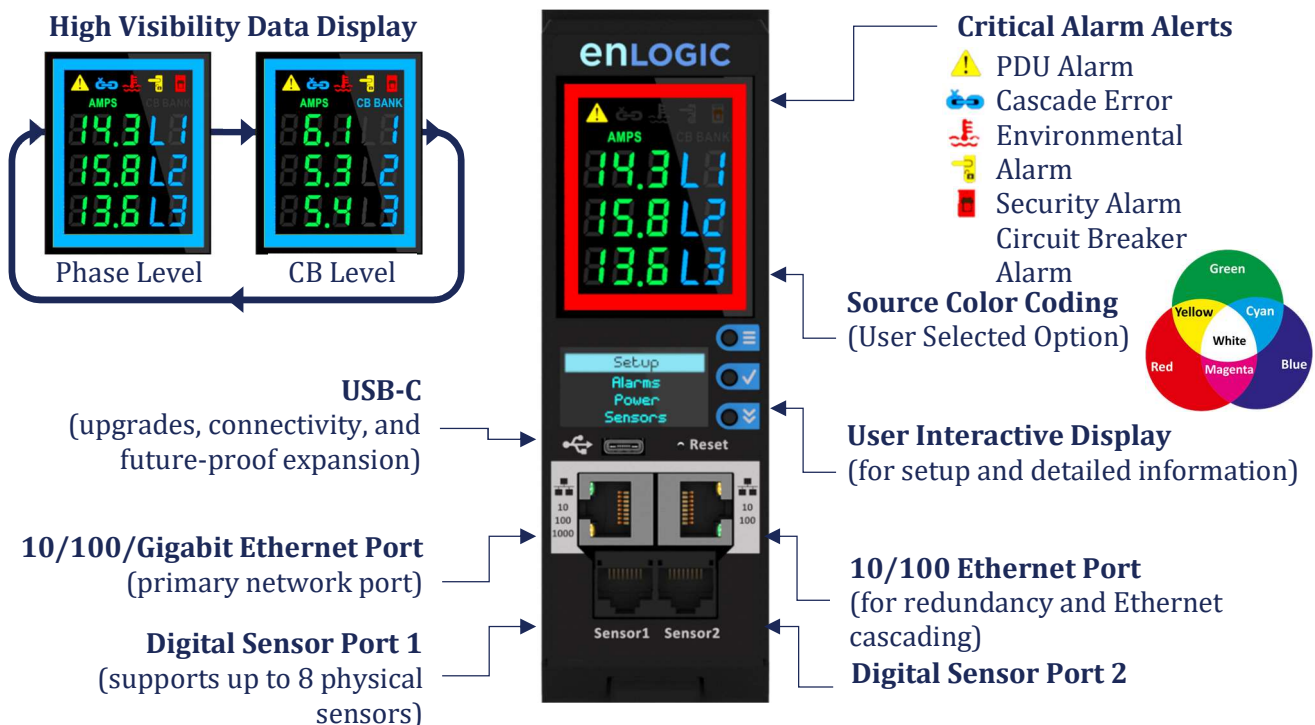 High Visibility Data Display
AMPS CB BANK
14.3 L1
15.8 L2
13.6 L3
Phase Level
AMPS CB BANK
6.1 1
5.3 L2
5.4 L3
CB Level
enLOGIC
AMPS CB BANK
14.3 L1
15.8 L2
13.6 L3
Setup
Alarms
Power
Sensors
Reset
10
100
1000
10
100
Sensor1 Sensor2
Critical Alarm Alerts
PDU Alarm
Cascade Error
Environmental
Alarm
Security Alarm
Circuit Breaker
Alarm
Source Color Coding
(User Selected Option)
Green
Yellow
Cyan
White
Red
Magenta
Blue
USB-C
(upgrades, connectivity, and
future-proof expansion)
User Interactive Display
(for setup and detailed information)
10/100/Gigabit Ethernet Port
(primary network port)
10/100 Ethernet Port
(for redundancy and Ethernet
cascading)
Digital Sensor Port 1
(supports up to 8 physical
sensors)
Digital Sensor Port 2